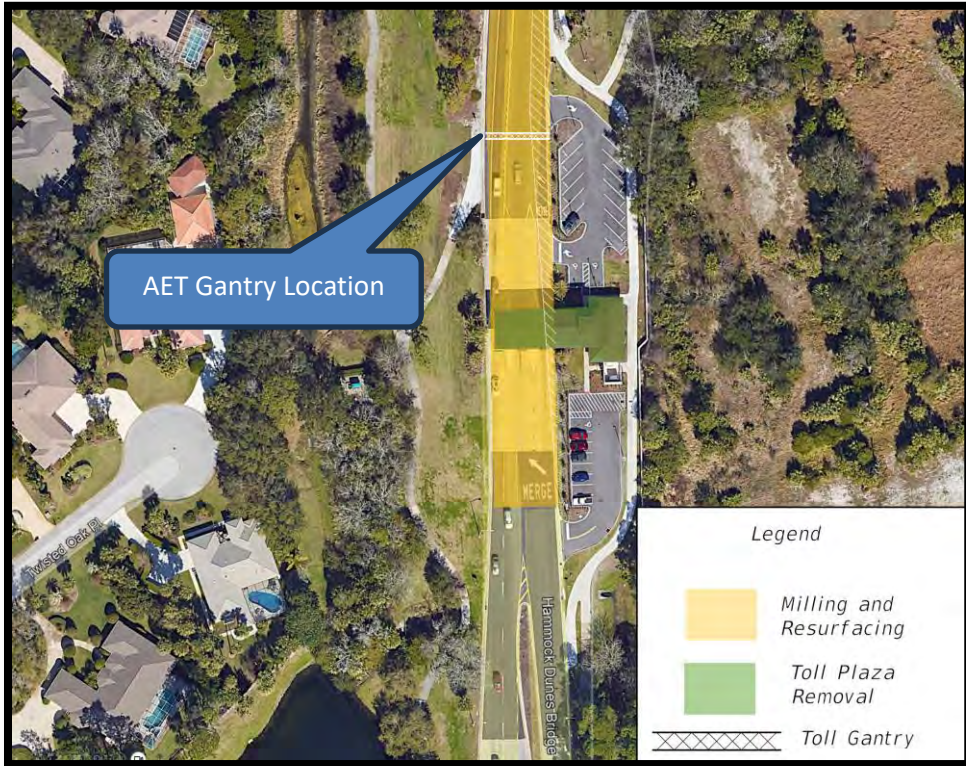 AET Gantry Location
MERGE
Twisted Oak Pl
Hammock Dunes Bridge
Legend
Milling and
Resurfacing
Toll Plaza
Removal
Toll Gantry